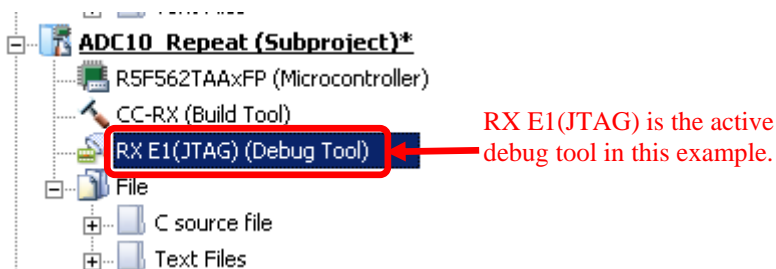 ADC10_Repeat (Subproject)*
R5F562TAAxFP (Microcontroller)
CC-RX (Build Tool)
RX E1(JTAG) (Debug Tool)
RX E1(JTAG) is the active
debug tool in this example.
File
C source file
Text Files